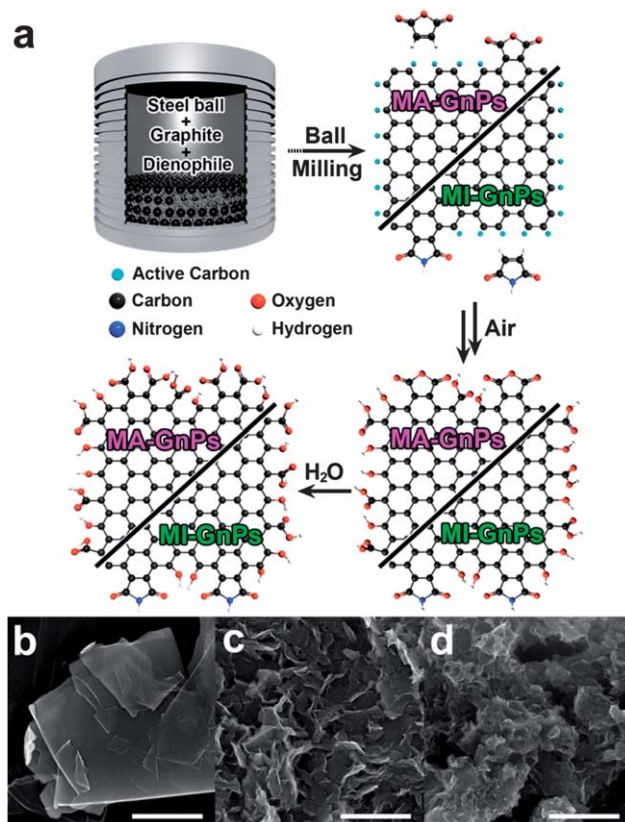 a
Steel ball
+
Graphite
+
Dienophile
Ball
Milling
MA-GnPs
MI-GnPs
Active Carbon
Carbon
Oxygen
Nitrogen
Hydrogen
Air
MA-GnPs
MI-GnPs
H₂O
MA-GnPs
MI-GnPs
b
c
d